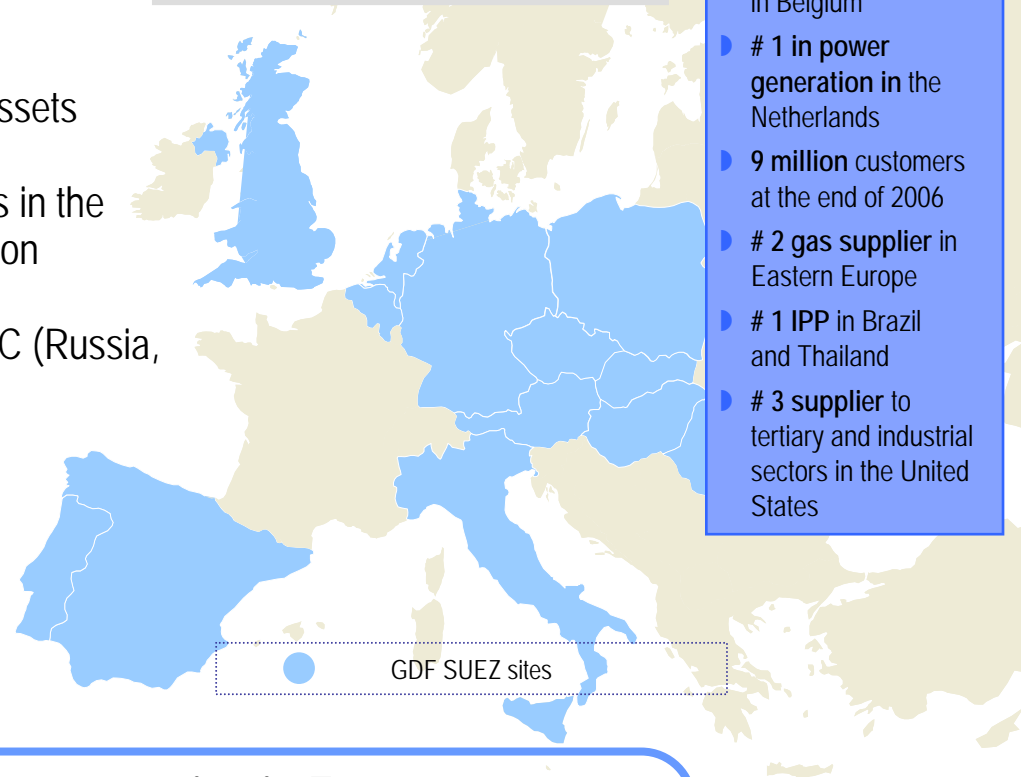 ssets
s in the
on
C (Russia,
in Belgium
# 1 in power
generation in the
Netherlands
9 million customers
at the end of 2006
# 2 gas supplier in
Eastern Europe
# 1 IPP in Brazil
and Thailand
# 3 supplier to
tertiary and industrial
sectors in the United
States
GDF SUEZ sites